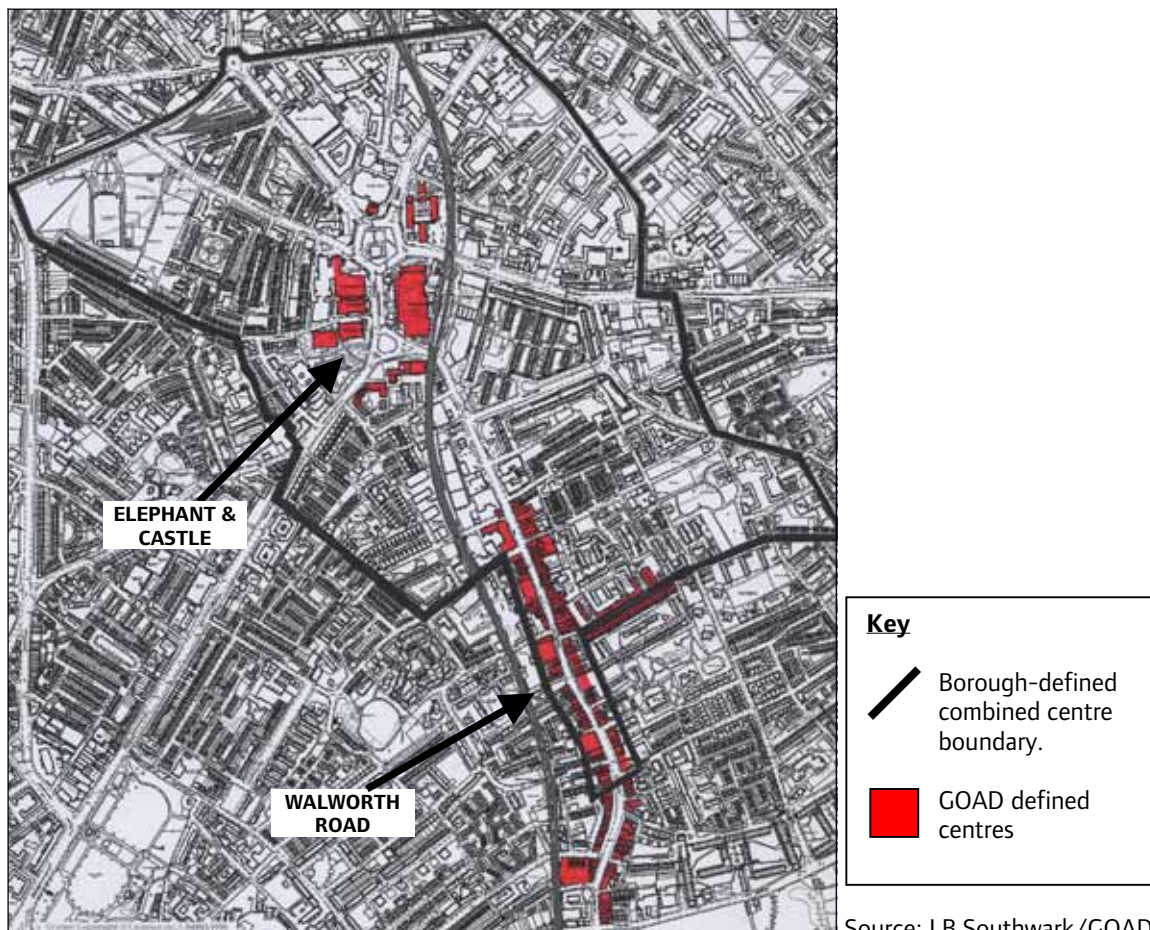 ELEPHANT &
CASTLE
WALWORTH
ROAD
Key
Borough-defined
combined centre
boundary.
GOAD defined
centres
Source: LB Southwark/GOAD